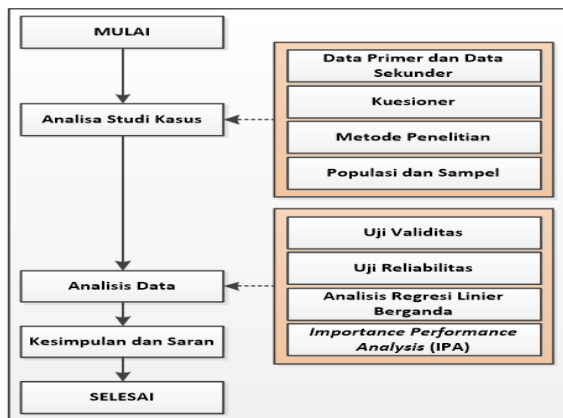 MULAI
Analisa Studi Kasus
Data Primer dan Data
Sekunder
Kuesioner
Metode Penelitian
Populasi dan Sampel
Analisis Data
Uji Validitas
Uji Reliabilitas
Analisis Regresi Linier
Berganda
Importance Performance
Analysis (IPA)
Kesimpulan dan Saran
SELESAI